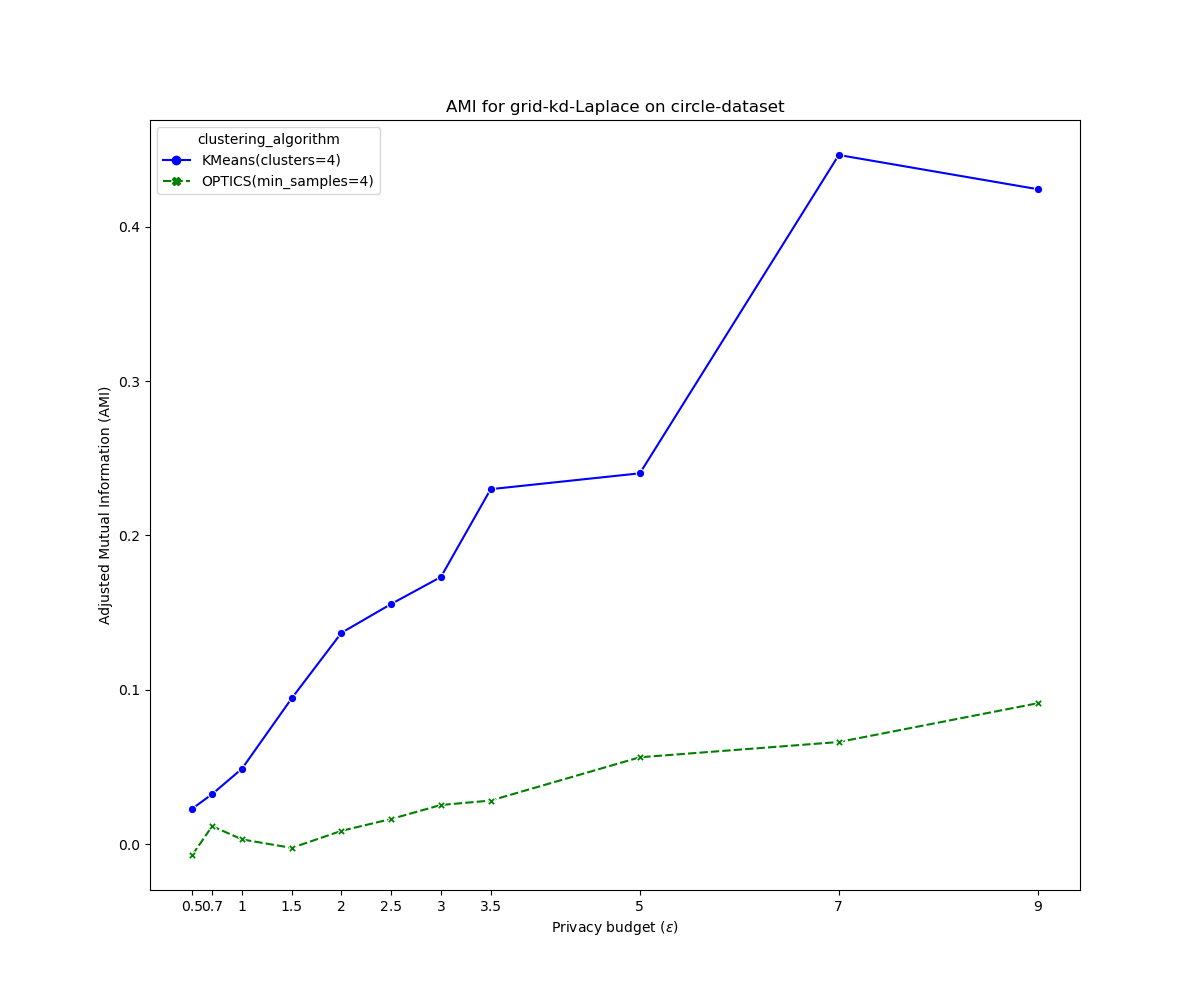 AMI for grid-kd-Laplace on circle-dataset
clustering_algorithm
KMeans(clusters=4)
OPTICS(min_samples=4)
Adjusted Mutual Information (AMI)
0.4
0.3
0.2
0.1
0.0
0.5 0.7 1 1.5 2 2.5 3 3.5 5 7 9
Privacy budget (ε)